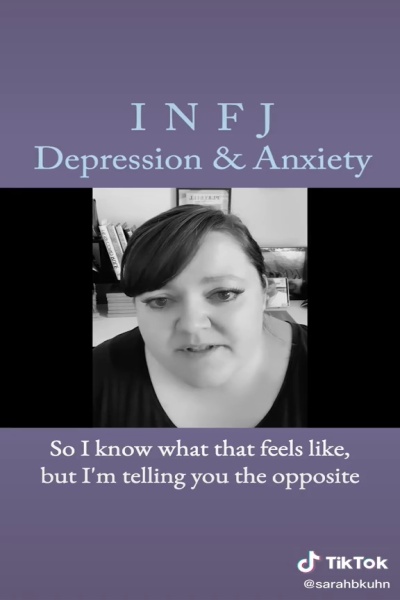 I N F J
Depression & Anxiety
So I know what that feels like,
but I'm telling you the opposite
TikTok
@sarahbkuhn